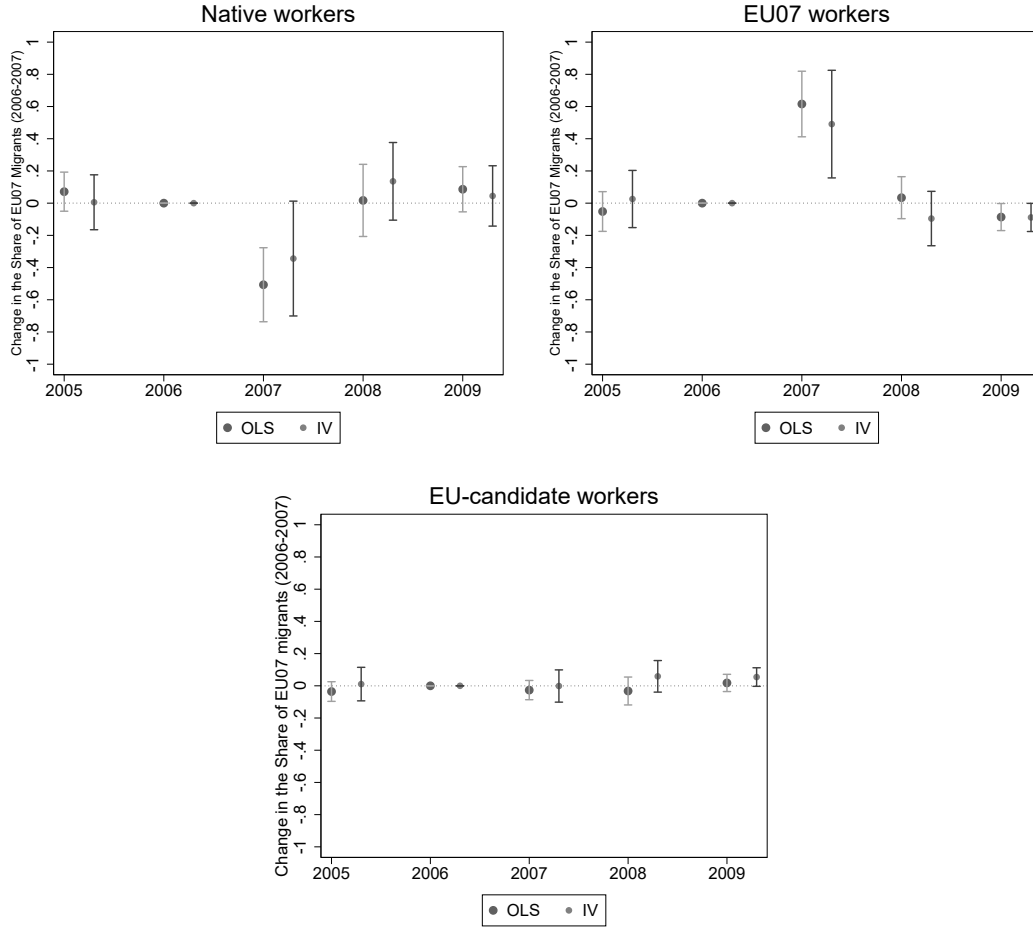 Native workers
Change in the Share of EU07 Migrants (2006-2007)
1
.8
.6
.4
.2
0
-.2
-.4
-.6
-.8
-1
2005 2006 2007 2008 2009
OLS IV
EU07 workers
Change in the Share of EU07 Migrants (2006-2007)
1
.8
.6
.4
.2
0
-.2
-.4
-.6
-.8
-1
2005 2006 2007 2008 2009
OLS IV
EU-candidate workers
Change in the Share of EU07 migrants (2006-2007)
1
.8
.6
.4
.2
0
-.2
-.4
-.6
-.8
-1
2005 2006 2007 2008 2009
OLS IV